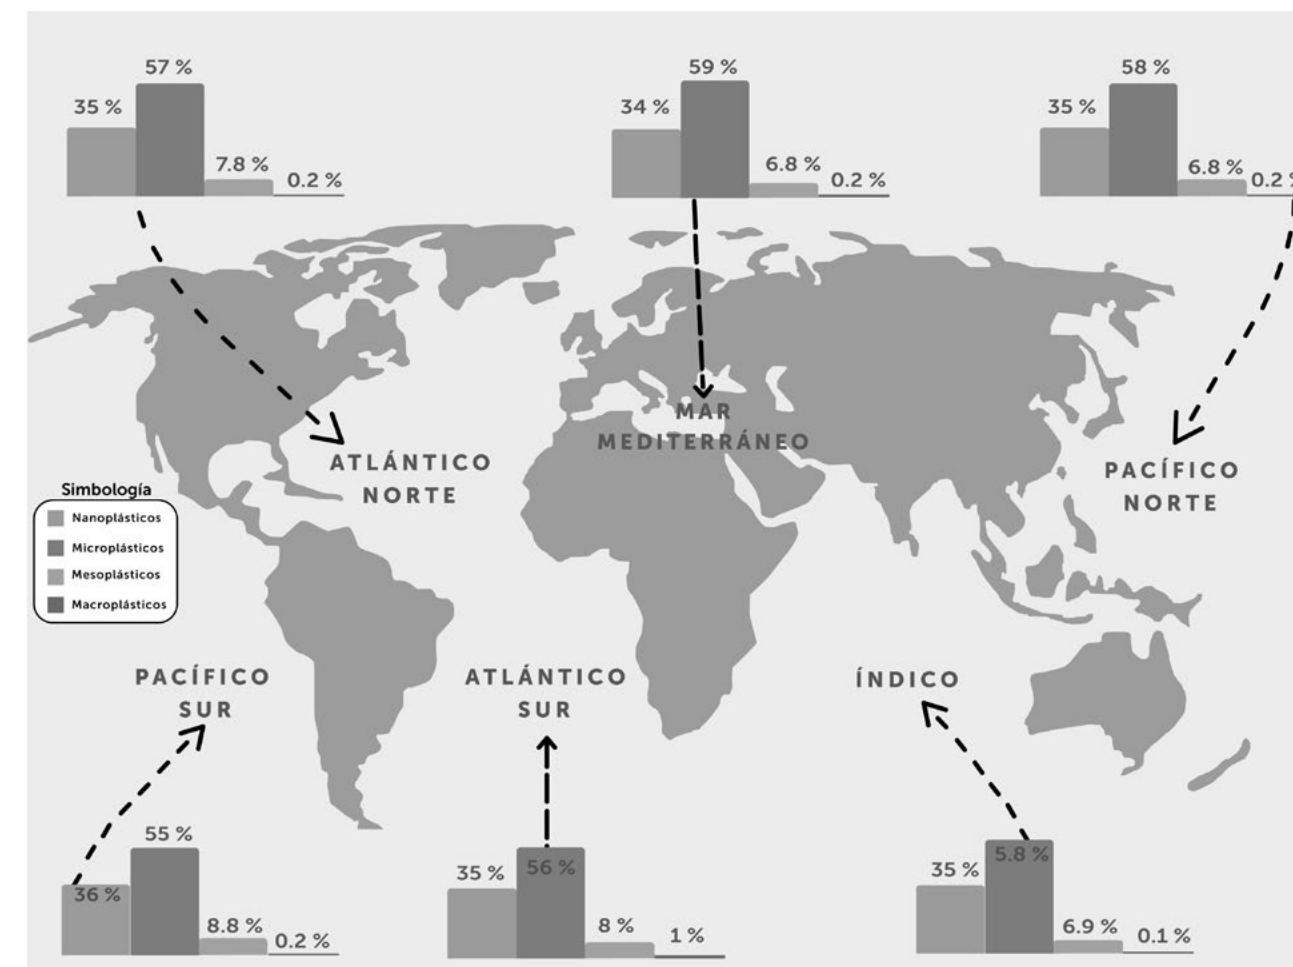 57 %
35 %
7.8 %
0.2 %
59 %
34 %
6.8 %
0.2 %
58 %
35 %
6.8 %
0.2 %
MAR
MEDITERRÁNEO
ATLÁNTICO
NORTE
PACÍFICO
NORTE
Simbología
Nanoplásticos
Microplásticos
Mesoplásticos
Macroplásticos
PACÍFICO
SUR
ATLÁNTICO
SUR
ÍNDICO
55 %
36 %
8.8 %
0.2 %
56 %
35 %
8 %
1 %
5.8 %
35 %
6.9 %
0.1 %